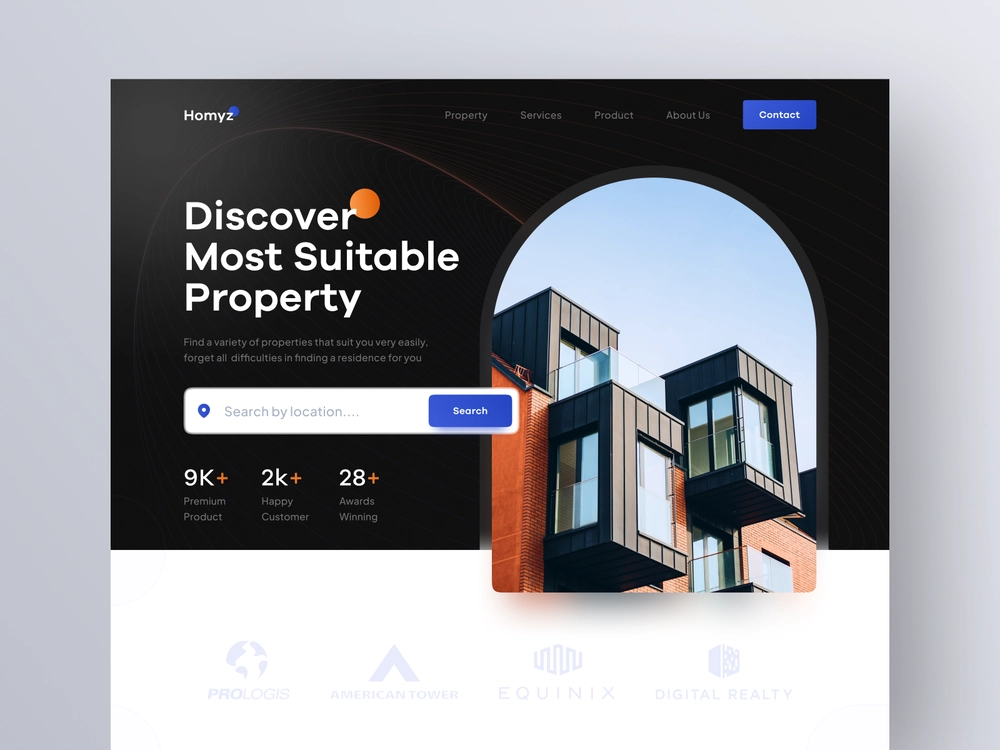 Homyz
Property Services Product About Us Contact
Discover
Most Suitable
Property
Find a variety of properties that suit you very easily,
forget all difficulties in finding a residence for you
Search by location.... Search
9K+ 2k+ 28+
Premium Happy Awards
Product Customer Winning
PROLOGIS AMERICAN TOWER EQUINIX DIGITAL REALTY